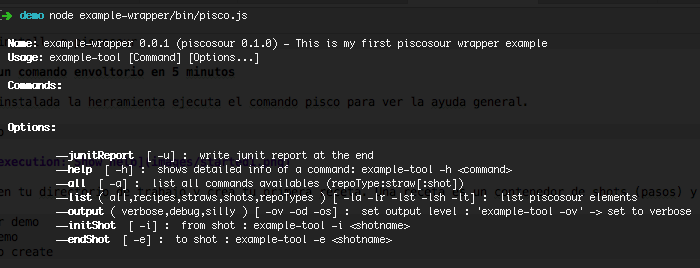 demo node example-wrapper/bin/pisco.js
Name: example-wrapper 0.0.1 (piscosour 0.1.0) - This is my first piscosour wrapper example
Usage: example-tool [Command] [Options...]
un comando envoltorio en 5 minutos
Commands:
instalada la herramienta ejecuta el comando pisco para ver la ayuda general.
Options:
--junitReport [ -u] : write junit report at the end
execution:
--help [ -h] : shows detailed info of a command: example-tool -h <command>
--all [ -a] : list all commands availables (repoType:straw[:shot])
en tu
contenedor de shots (pasos) y
--list ( all,recipes,straws,shots,repoTypes ) [ -la -lr -lst -lsh -lt] : list piscosour elements
--output ( verbose,debug,silly ) [ -ov -od -os] : set output level : 'example-tool -ov' -> set to verbose
r demo
--initShot [ -i] : from shot : example-tool -i <shotname>
emo
--endShot [ -e] : to shot : example-tool -e <shotname>
o create